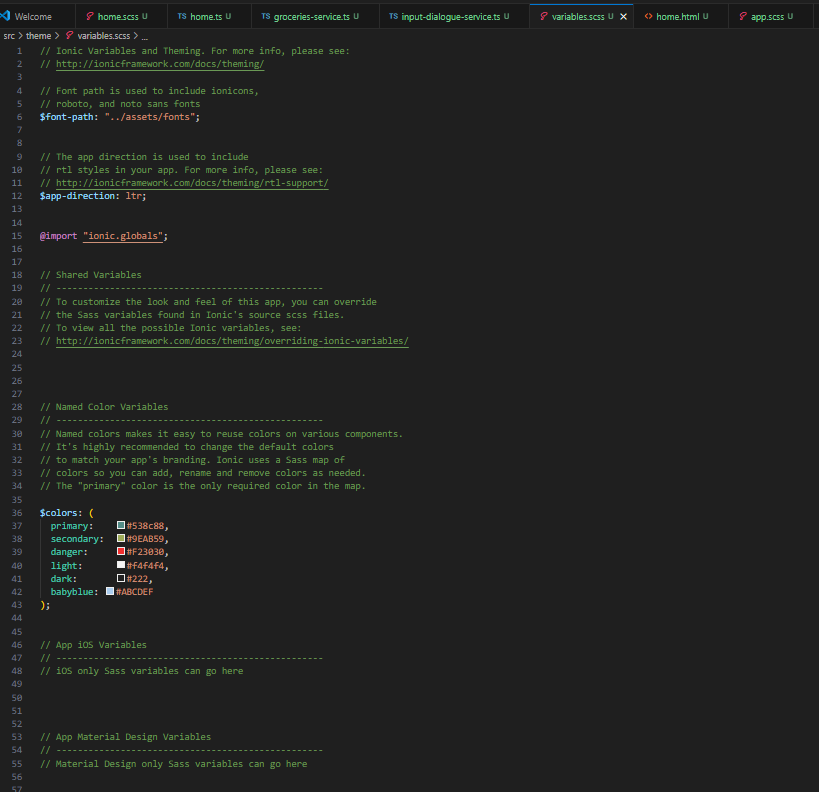 Welcome home.scss U TS home.ts U TS groceries-service.ts U TS input-dialogue-service.ts U variables.scss U × <> home.html U app.scss U
src > theme > variables.scss > ...
1 // Ionic Variables and Theming. For more info, please see:
2 // http://ionicframework.com/docs/theming/
3
4 // Font path is used to include ionicons,
5 // roboto, and noto sans fonts
6 $font-path: "../assets/fonts";
7
8
9 // The app direction is used to include
10 // rtl styles in your app. For more info, please see:
11 // http://ionicframework.com/docs/theming/rtl-support/
12 $app-direction: ltr;
13
14
15 @import "ionic.globals";
16
17
18 // Shared Variables
19 // --------------------------------------------------
20 // To customize the look and feel of this app, you can override
21 // the Sass variables found in Ionic's source scss files.
22 // To view all the possible Ionic variables, see:
23 // http://ionicframework.com/docs/theming/overriding-ionic-variables/
24
25
26
27
28 // Named Color Variables
29 // --------------------------------------------------
30 // Named colors makes it easy to reuse colors on various components.
31 // It's highly recommended to change the default colors
32 // to match your app's branding. Ionic uses a Sass map of
33 // colors so you can add, rename and remove colors as needed.
34 // The "primary" color is the only required color in the map.
35
36 $colors: (
37 primary: #538c88,
38 secondary: #9EAB59,
39 danger: #F23030,
40 light: #f4f4f4,
41 dark: #222,
42 babyblue: #ABCDEF
43 );
44
45
46 // App iOS Variables
47 // --------------------------------------------------
48 // iOS only Sass variables can go here
49
50
51
52
53 // App Material Design Variables
54 // --------------------------------------------------
55 // Material Design only Sass variables can go here
56
57